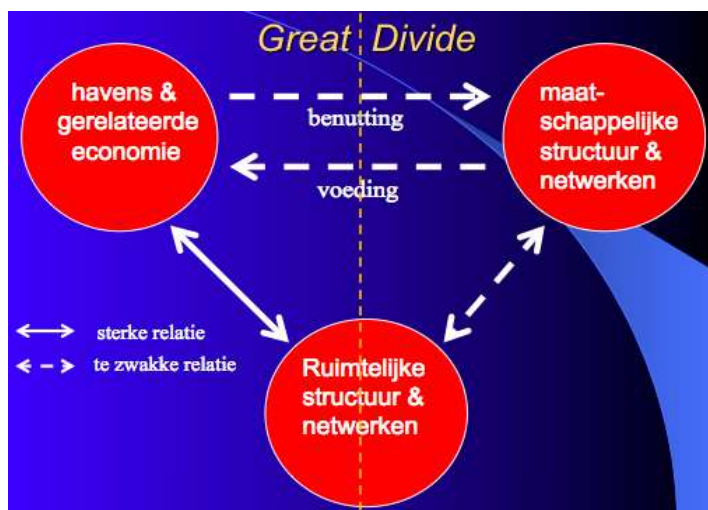 Great Divide
havens &
gerelateerde
economie
benutting
voeding
maat-
schappelijke
structuur &
netwerken
sterke relatie
te zwakke relatie
Ruimtelijke
structuur &
netwerken